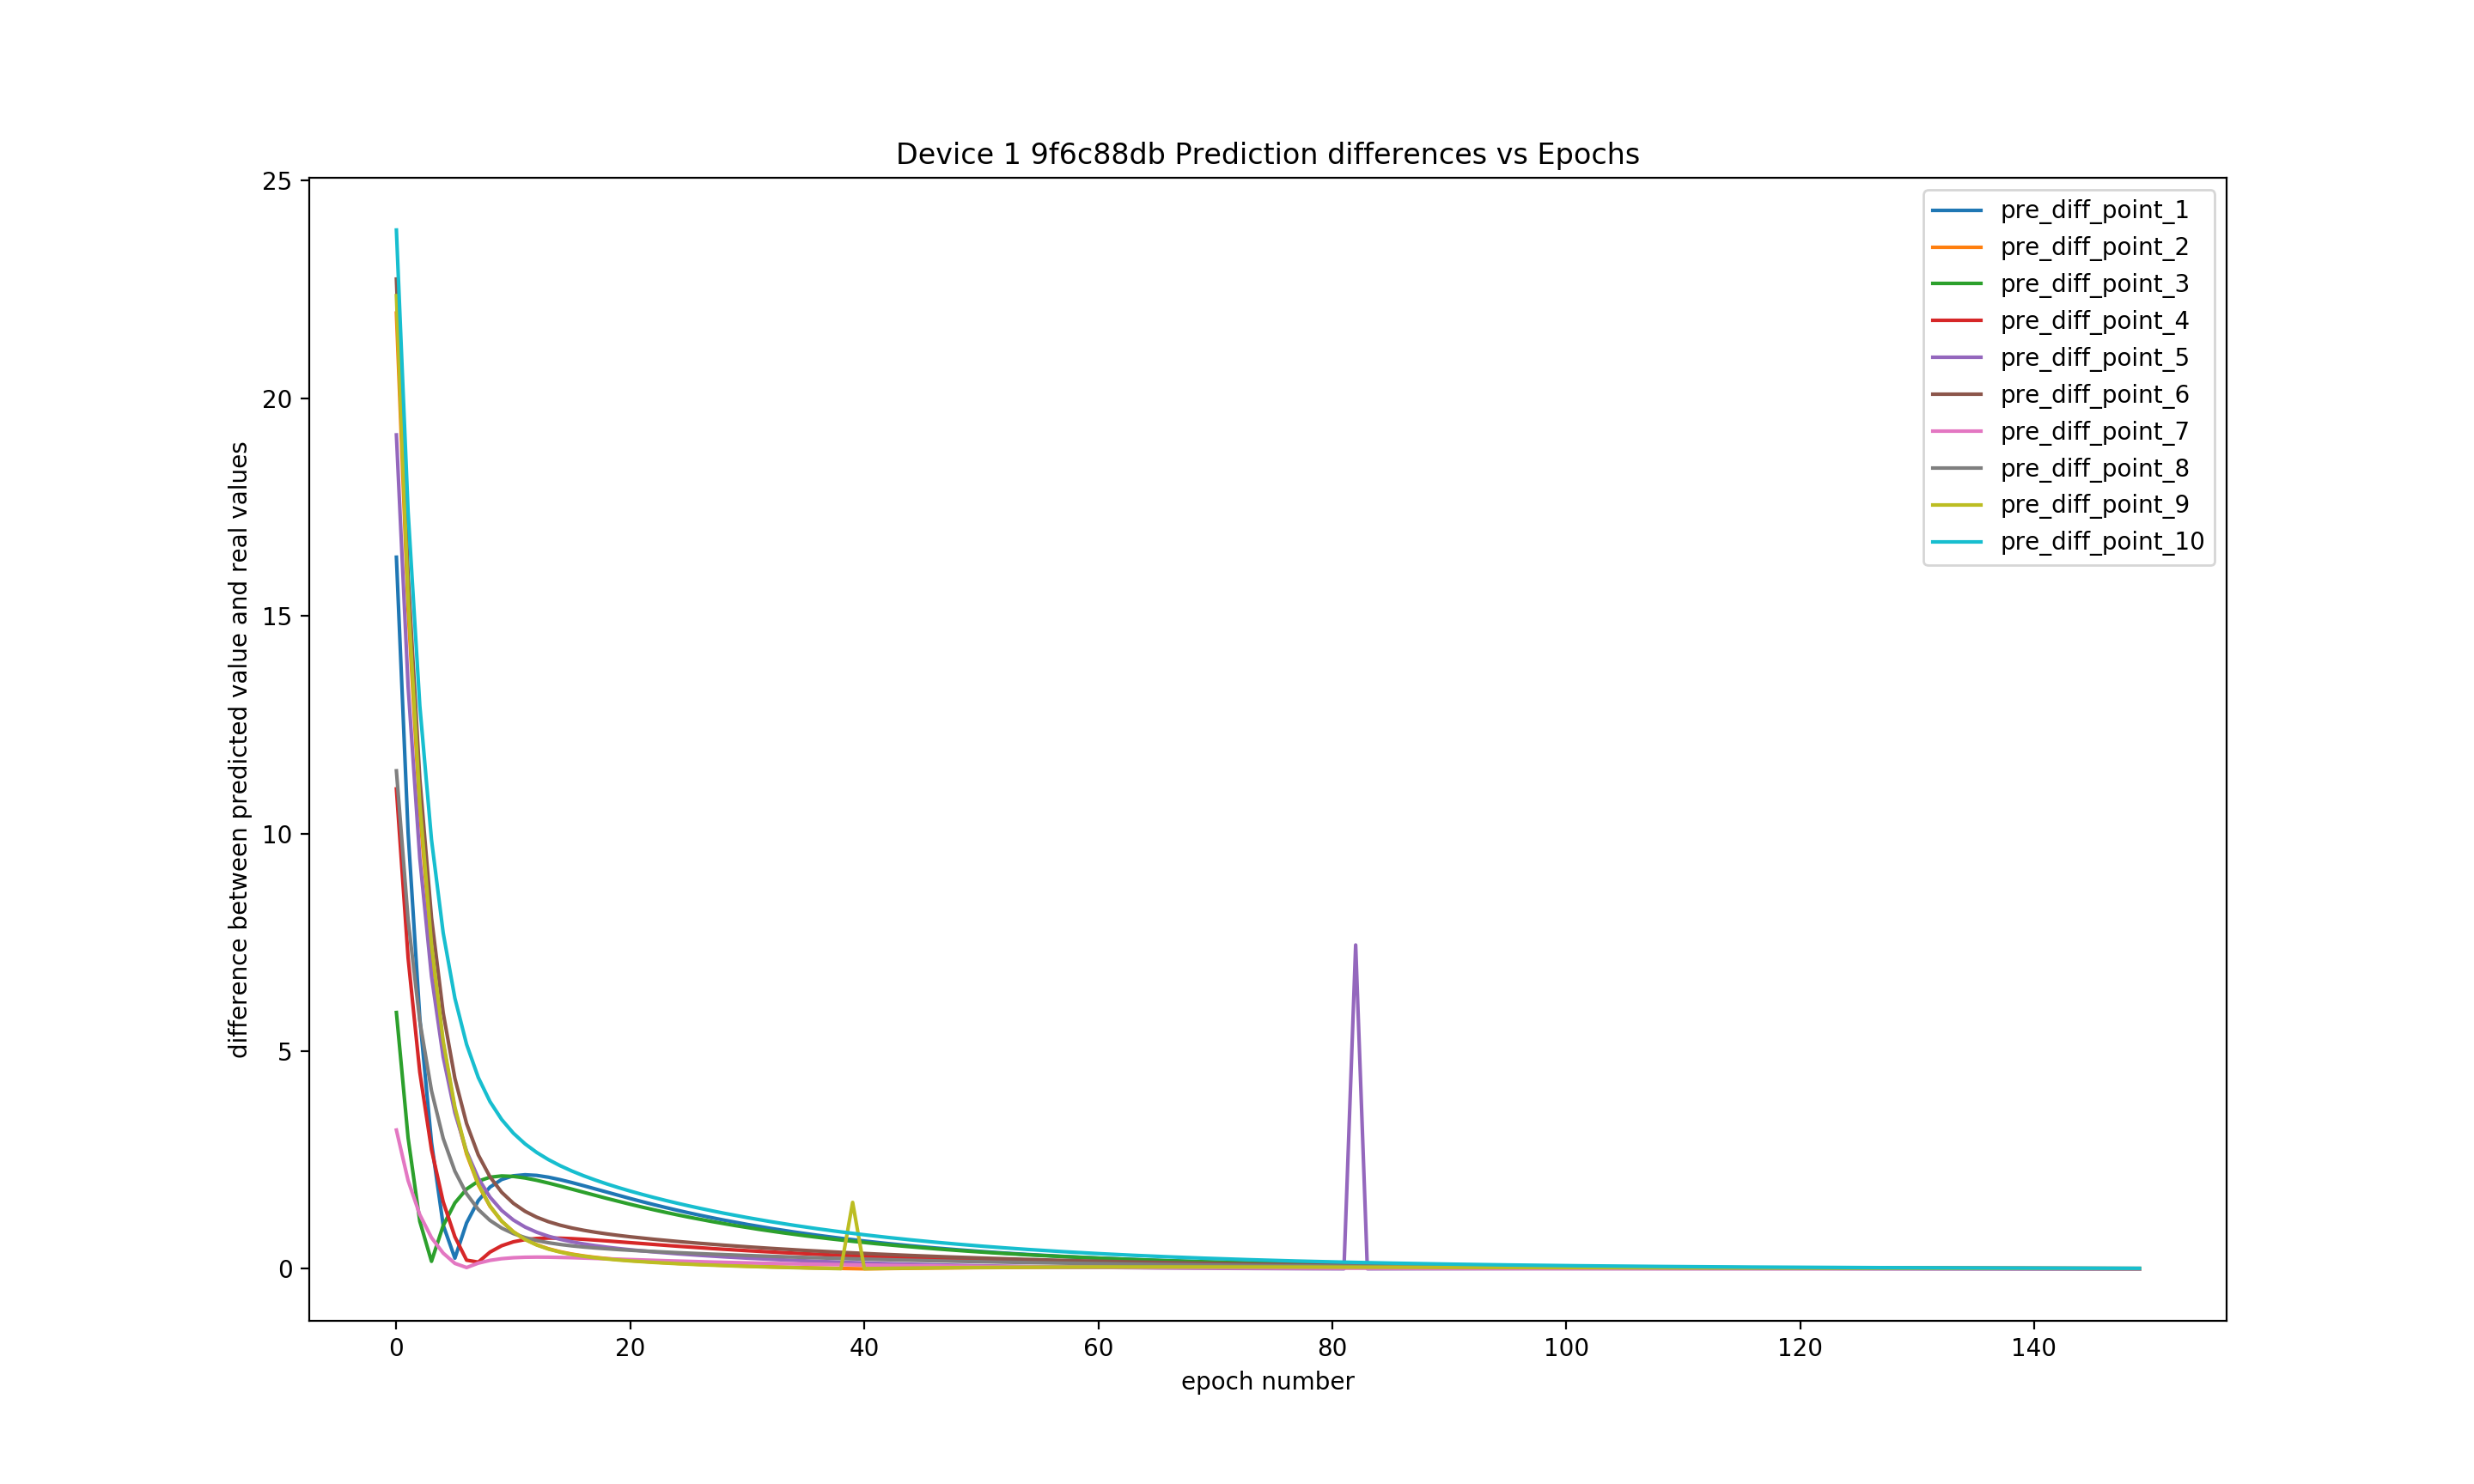 Device 1 9f6c88db Prediction differences vs Epochs
25
20
15
10
5
0
difference between predicted value and real values
pre_diff_point_1
pre_diff_point_2
pre_diff_point_3
pre_diff_point_4
pre_diff_point_5
pre_diff_point_6
pre_diff_point_7
pre_diff_point_8
pre_diff_point_9
pre_diff_point_10
0 20 40 60 80 100 120 140
epoch number